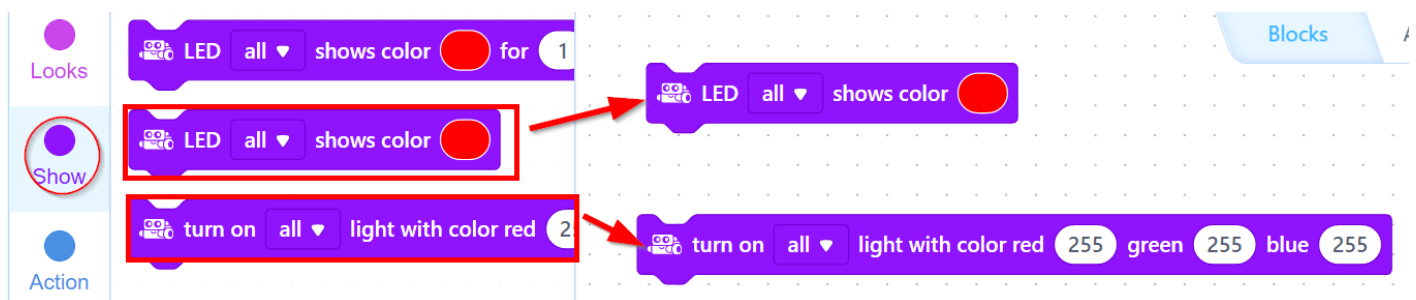 Looks
Show
Action
LED all shows color for 1
LED all shows color
turn on all light with color red
Blocks
LED all shows color
turn on all light with color red 255 green 255 blue 255